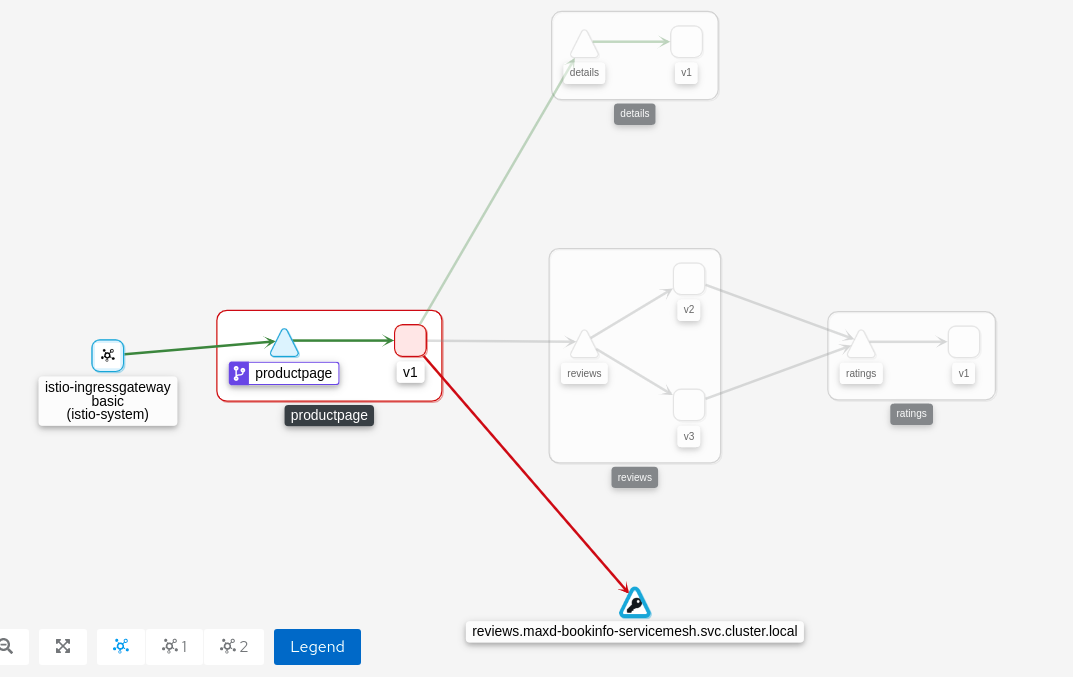 details
v1
details
v2
istio-ingressgateway
basic
(istio-system)
productpage
v1
productpage
reviews
v3
reviews
ratings
v1
ratings
reviews.maxd-bookinfo-servicemesh.svc.cluster.local
1
2
Legend